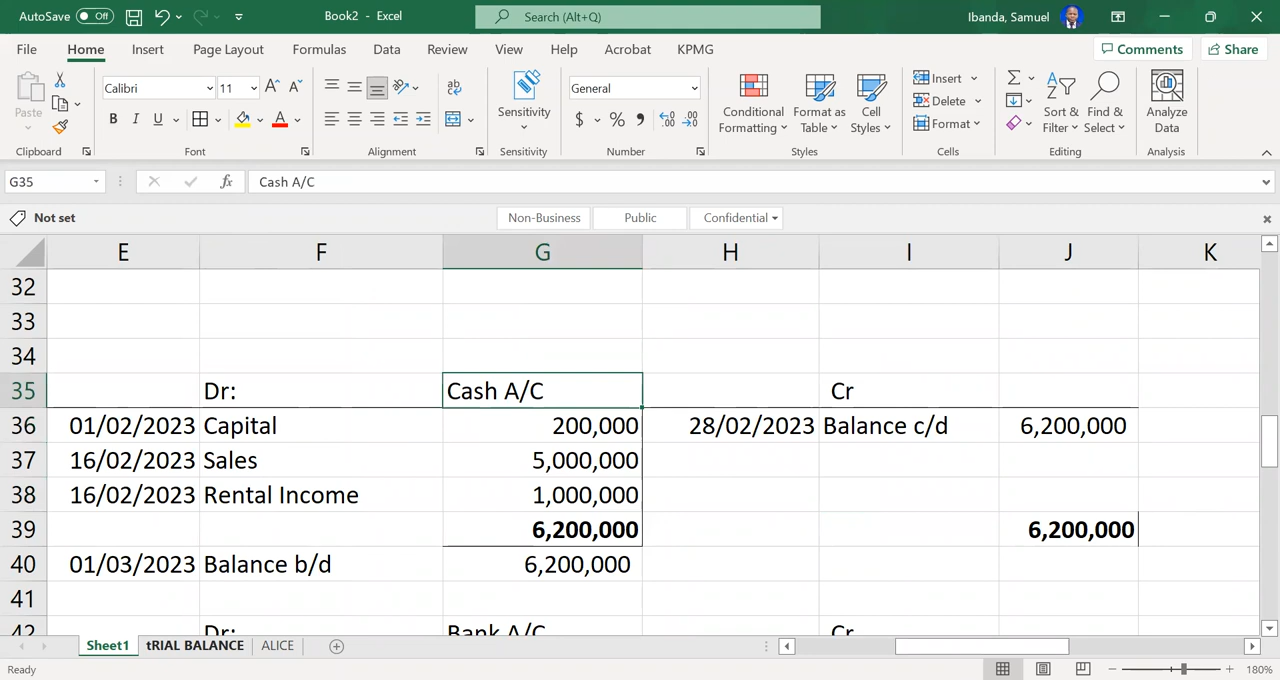 AutoSave Off Book2 - Excel Search (Alt+Q) Ibanda, Samuel
File Home Insert Page Layout Formulas Data Review View Help Acrobat KPMG Comments Share
Paste Calibri 11 General Sensitivity Conditional Formatting Format as Table Cell Styles Insert Delete Format Sort & Filter Find & Select Analyze Data
Clipboard Font Alignment Sensitivity Number Styles Cells Editing Analysis
G35 fx Cash A/C
Not set Non-Business Public Confidential
E F G H I J K
32
33
34
35 Dr: Cash A/C Cr
36 01/02/2023 Capital 200,000 28/02/2023 Balance c/d 6,200,000
37 16/02/2023 Sales 5,000,000
38 16/02/2023 Rental Income 1,000,000
39 6,200,000 6,200,000
40 01/03/2023 Balance b/d 6,200,000
41
42 Dr: Bank A/C Cr
Sheet1 tRIAL BALANCE ALICE
Ready 180%